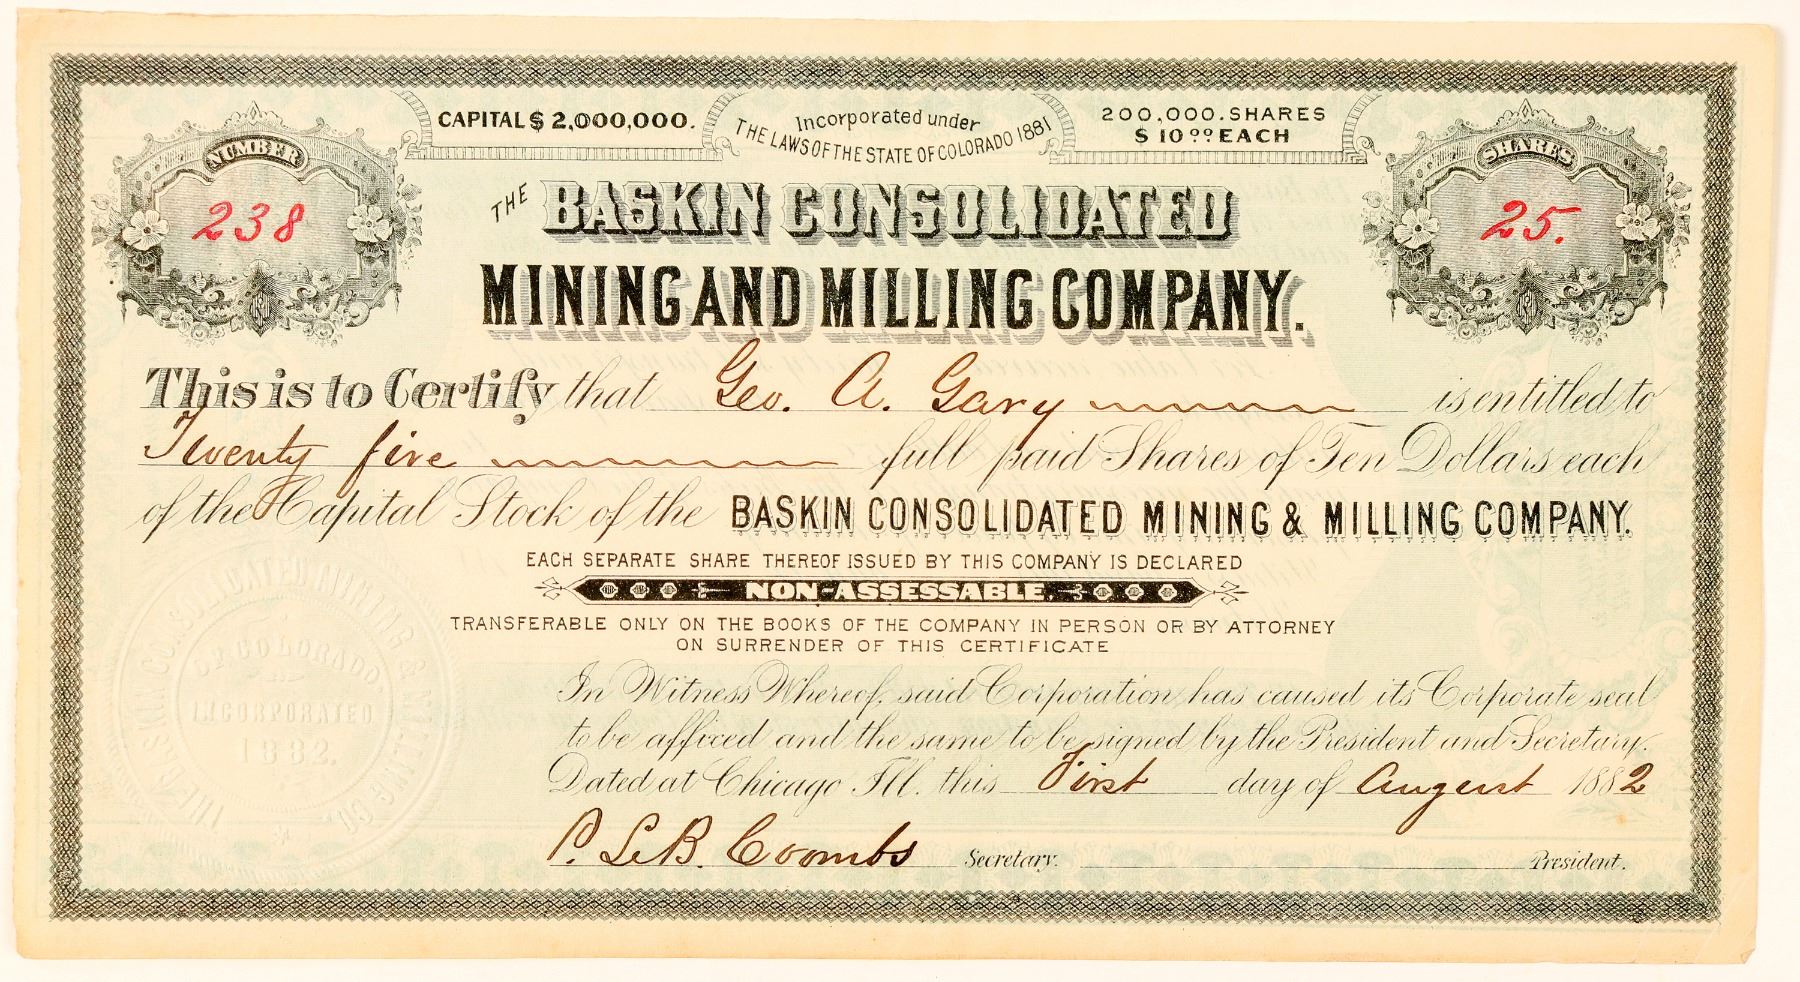 CAPITAL $ 2,000,000.
Incorporated under
THE LAWS OF THE STATE OF COLORADO 1881
200,000. SHARES
$ 10.00 EACH
NUMBER
238
SHARES
25.
THE BASKIN CONSOLIDATED
MINING AND MILLING COMPANY.
This is to Certify that Geo. A. Gary is entitled to
Twenty five full paid Shares of Ten Dollars each
of the Capital Stock of the BASKIN CONSOLIDATED MINING & MILLING COMPANY.
EACH SEPARATE SHARE THEREOF ISSUED BY THIS COMPANY IS DECLARED
NON-ASSESSABLE.
TRANSFERABLE ONLY ON THE BOOKS OF THE COMPANY IN PERSON OR BY ATTORNEY
ON SURRENDER OF THIS CERTIFICATE
In Witness Whereof, said Corporation has caused its Corporate seal
to be affixed and the same to be signed by the President and Secretary.
Dated at Chicago Ill. this First day of August 1882
P. LeB. Coombs Secretary. President.
THE BASKIN CONSOLIDATED MINING & MILLING CO.
OF COLORADO.
INCORPORATED
1882.